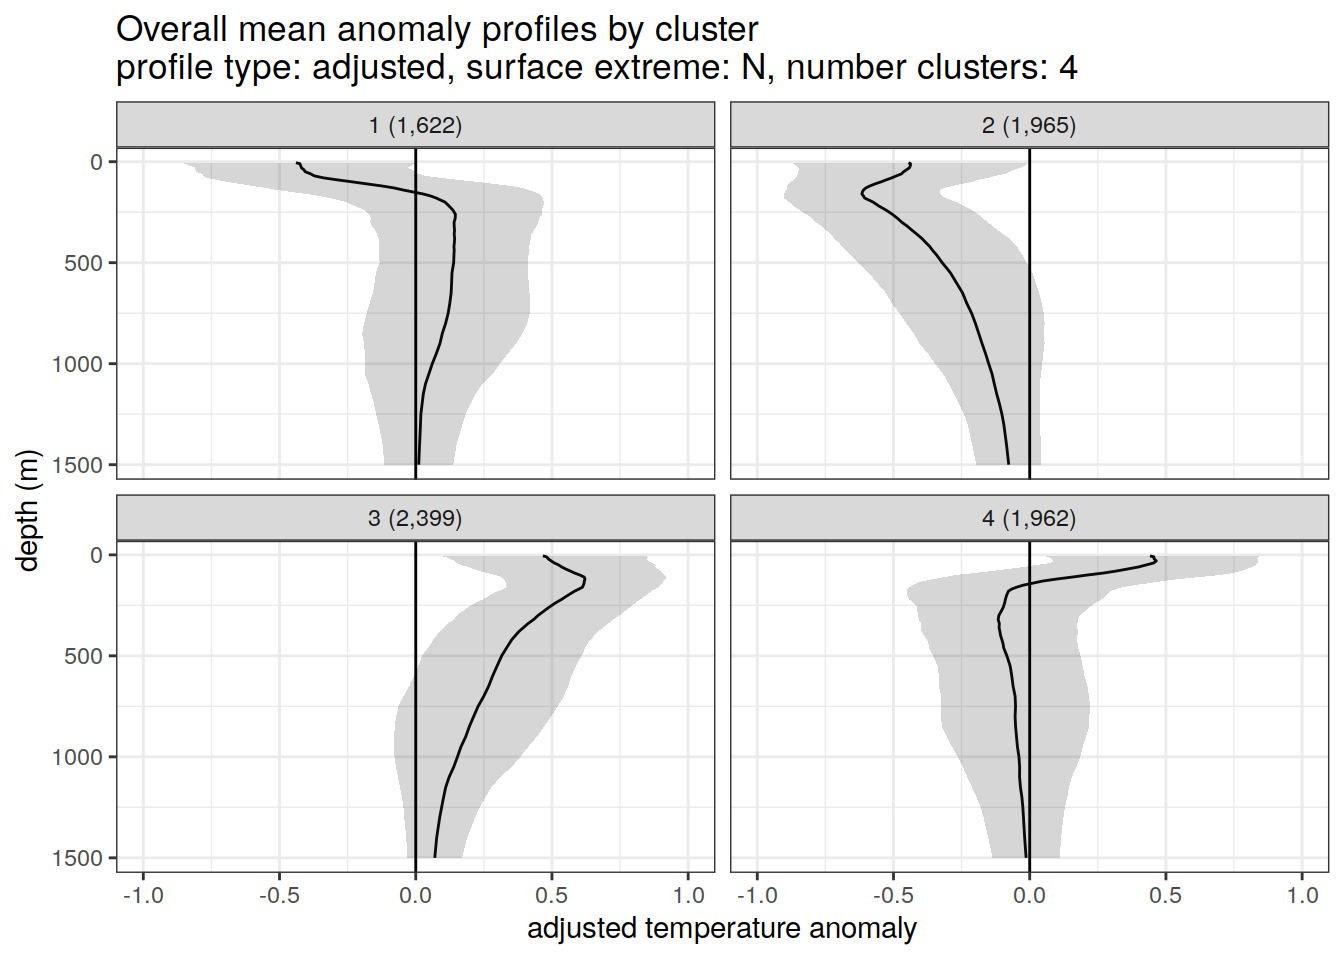 Overall mean anomaly profiles by cluster
profile type: adjusted, surface extreme: N, number clusters: 4
1 (1,622)
2 (1,965)
0
500
1000
1500
depth (m)
3 (2,399)
4 (1,962)
0
500
1000
1500
-1.0 -0.5 0.0 0.5 1.0
-1.0 -0.5 0.0 0.5 1.0
adjusted temperature anomaly